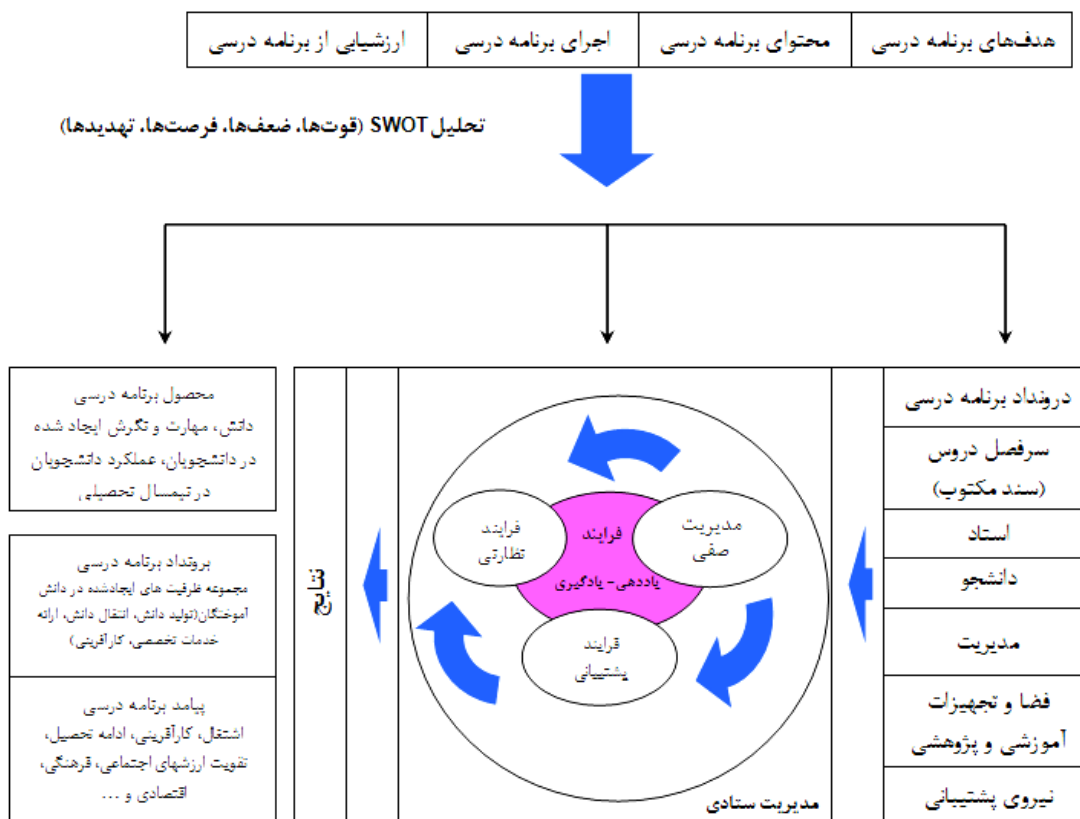 هدف‌های برنامه درسی
محتوای برنامه درسی
اجرای برنامه درسی
ارزشیابی از برنامه درسی
تحلیل SWOT (قوت‌ها، ضعف‌ها، فرصت‌ها، تهدیدها)
درونداد برنامه درسی
سرفصل دروس
(سند مکتوب)
استاد
دانشجو
مدیریت
فضا و تجهیزات
آموزشی و پژوهشی
نیروی پشتیبانی
مدیریت
صفی
فرایند
یاددهی- یادگیری
فرایند
نظارتی
فرایند
پشتیبانی
مدیریت ستادی
نتایج
محصول برنامه درسی
دانش، مهارت و نگرش ایجاد شده
در دانشجویان، عملکرد دانشجویان
در نیمسال تحصیلی
برونداد برنامه درسی
مجموعه ظرفیت های ایجادشده در دانش
آموختگان(تولید دانش، انتقال دانش، ارائه
خدمات تخصصی، کارآفرینی)
پیامد برنامه درسی
اشتغال، کارآفرینی، ادامه تحصیل،
تقویت ارزشهای اجتماعی، فرهنگی،
اقتصادی و ...